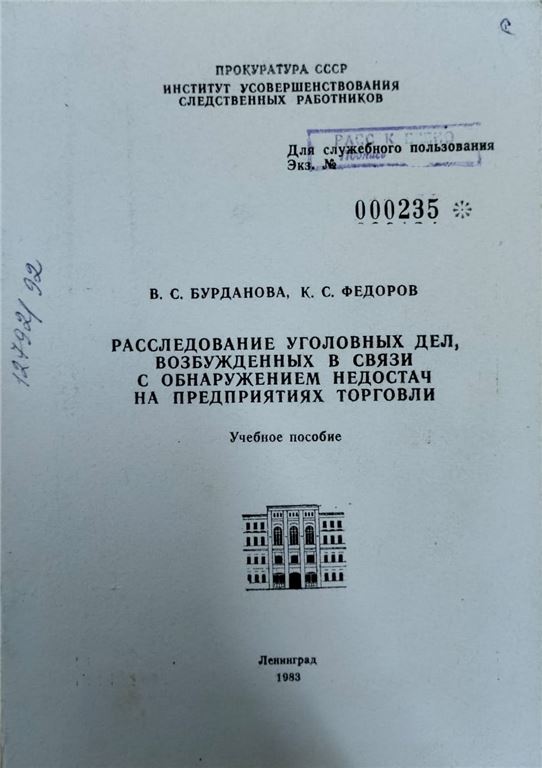 ПРОКУРАТУРА СССР
ИНСТИТУТ УСОВЕРШЕНСТВОВАНИЯ
СЛЕДСТВЕННЫХ РАБОТНИКОВ
Для служебного пользования
Экз. №
000235
В. С. БУРДАНОВА, К. С. ФЕДОРОВ
РАССЛЕДОВАНИЕ УГОЛОВНЫХ ДЕЛ,
ВОЗБУЖДЕННЫХ В СВЯЗИ
С ОБНАРУЖЕНИЕМ НЕДОСТАЧ
НА ПРЕДПРИЯТИЯХ ТОРГОВЛИ
Учебное пособие
Ленинград
1983
12792/92